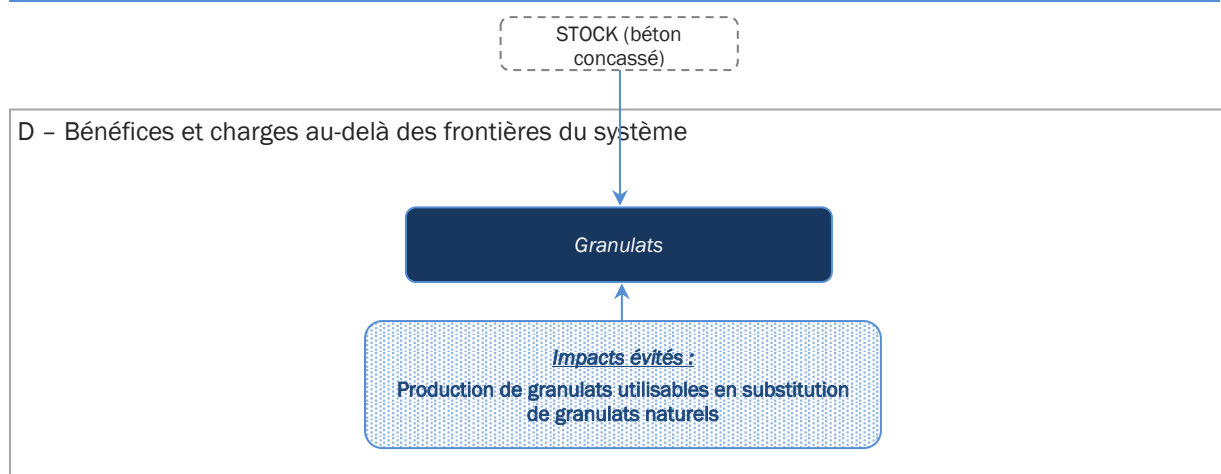 STOCK (béton
concassé)
D – Bénéfices et charges au-delà des frontières du système
Granulats
Impacts évités :
Production de granulats utilisables en substitution
de granulats naturels